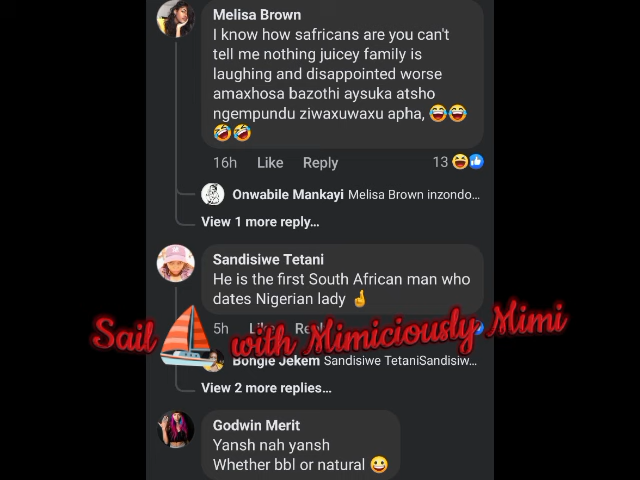 Melisa Brown
I know how safricans are you can't
tell me nothing juicey family is
laughing and disappointed worse
amaxhosa bazothi aysuka atsho
ngempundu ziwaxuwaxu apha, 😂😂
🤣🤣
16h Like Reply 13
Onwabile Mankayi Melisa Brown inzondo...
View 1 more reply...
Sandisiwe Tetani
He is the first South African man who
dates Nigerian lady 🤞
5h
Sail with Mimiciously Mimi
Bongie Jekem Sandisiwe TetaniSandisiw...
View 2 more replies...
Godwin Merit
Yansh nah yansh
Whether bbl or natural 😀